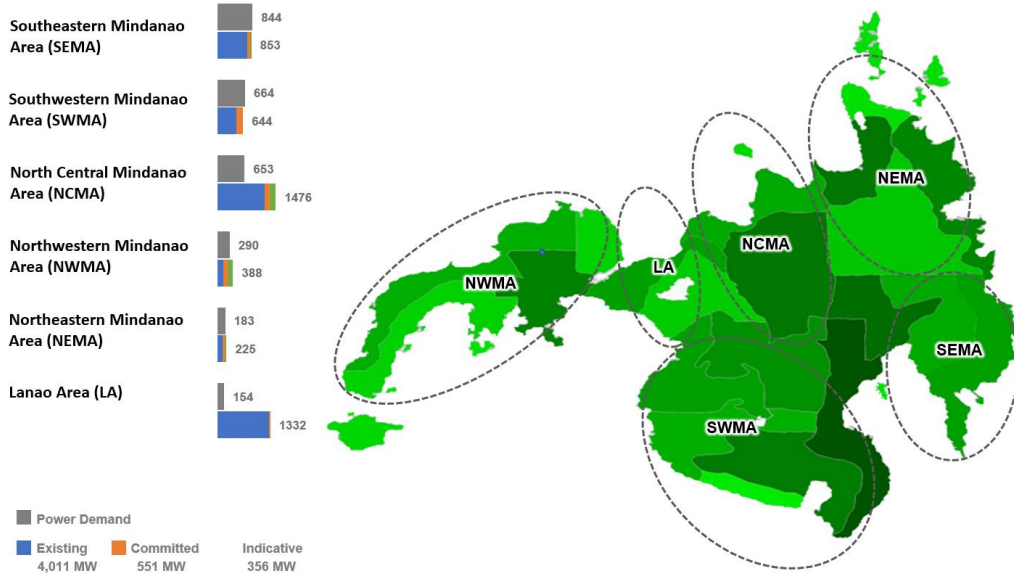 Southeastern Mindanao
Area (SEMA)
844
853
Southwestern Mindanao
Area (SWMA)
664
644
North Central Mindanao
Area (NCMA)
653
1476
Northwestern Mindanao
Area (NWMA)
290
388
Northeastern Mindanao
Area (NEMA)
183
225
Lanao Area (LA)
154
1332
Power Demand
Existing Committed Indicative
4,011 MW 551 MW 356 MW
NEMA
NCMA
LA
NWMA
SEMA
SWMA